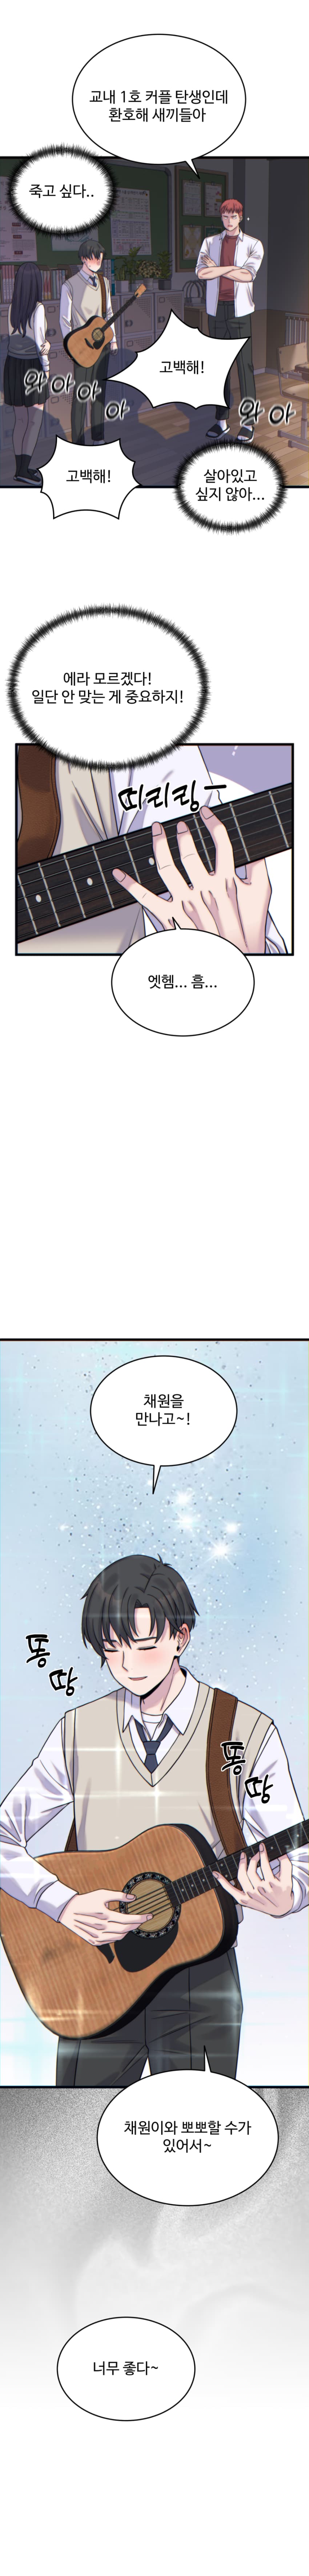 교내 1호 커플 탄생인데
환호해 새끼들아
죽고 싶다..
고백해!
와아아아
와아
고백해!
살아있고
싶지 않아...
에라 모르겠다!
일단 안 맞는 게 중요하지!
띠리링ㅡ
엣헴... 흠...
채원을
만나고~!
똥
땅
똥
땅
채원이와 뽀뽀할 수가
있어서~
너무 좋다~